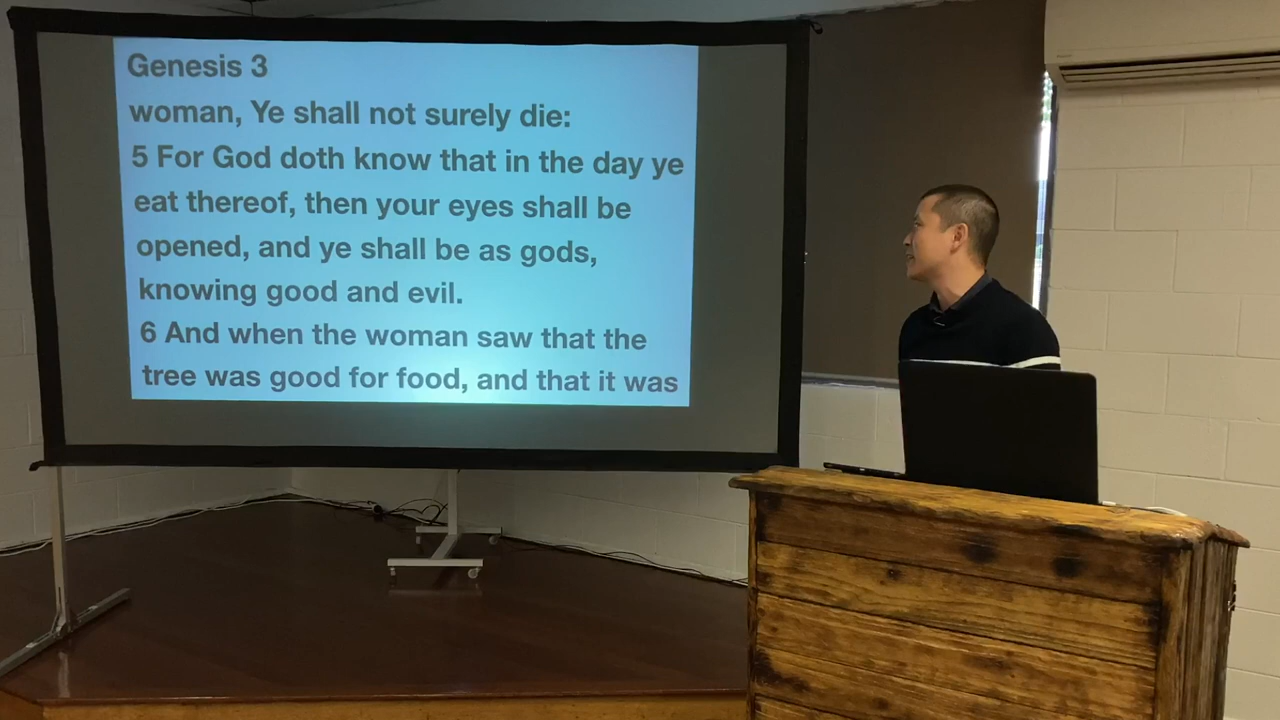 Genesis 3
woman, Ye shall not surely die:
5 For God doth know that in the day ye
eat thereof, then your eyes shall be
opened, and ye shall be as gods,
knowing good and evil.
6 And when the woman saw that the
tree was good for food, and that it was